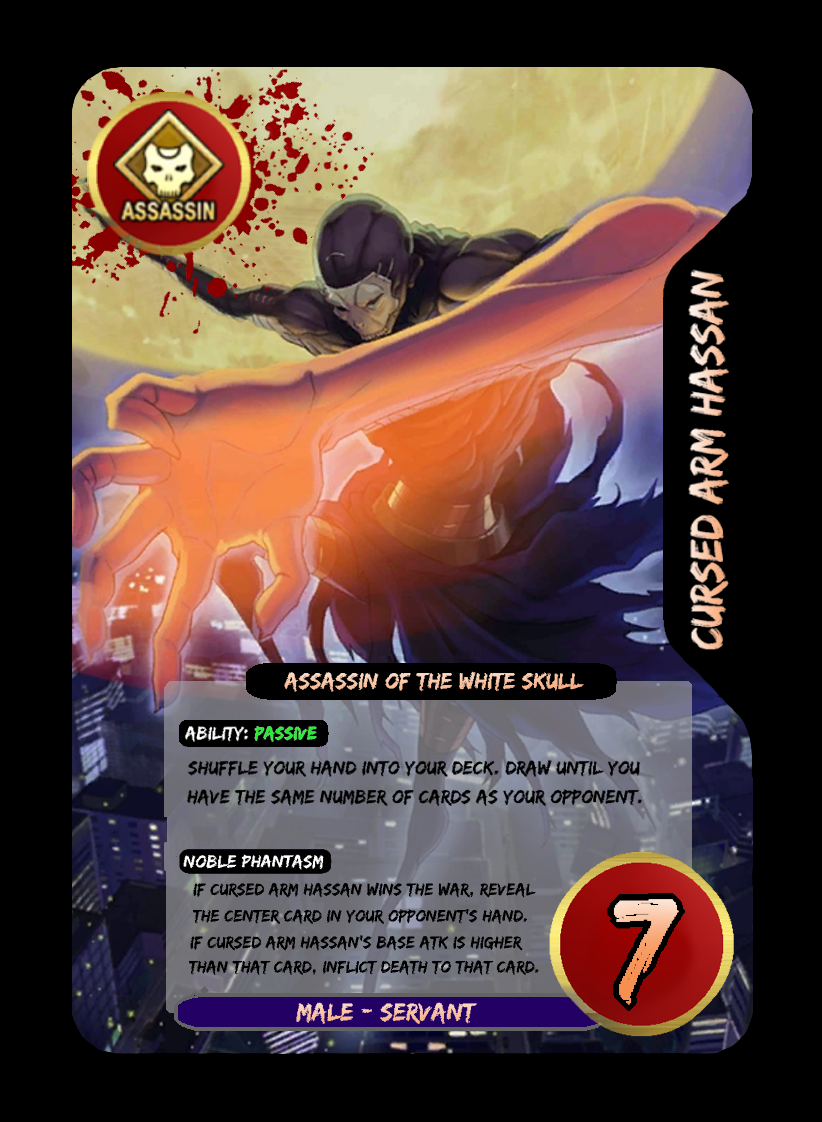 ASSASSIN
CURSED ARM HASSAN
ASSASSIN OF THE WHITE SKULL
ABILITY: PASSIVE
SHUFFLE YOUR HAND INTO YOUR DECK. DRAW UNTIL YOU
HAVE THE SAME NUMBER OF CARDS AS YOUR OPPONENT.
NOBLE PHANTASM
IF CURSED ARM HASSAN WINS THE WAR, REVEAL
THE CENTER CARD IN YOUR OPPONENT'S HAND.
IF CURSED ARM HASSAN'S BASE ATK IS HIGHER
THAN THAT CARD, INFLICT DEATH TO THAT CARD.
7
MALE - SERVANT